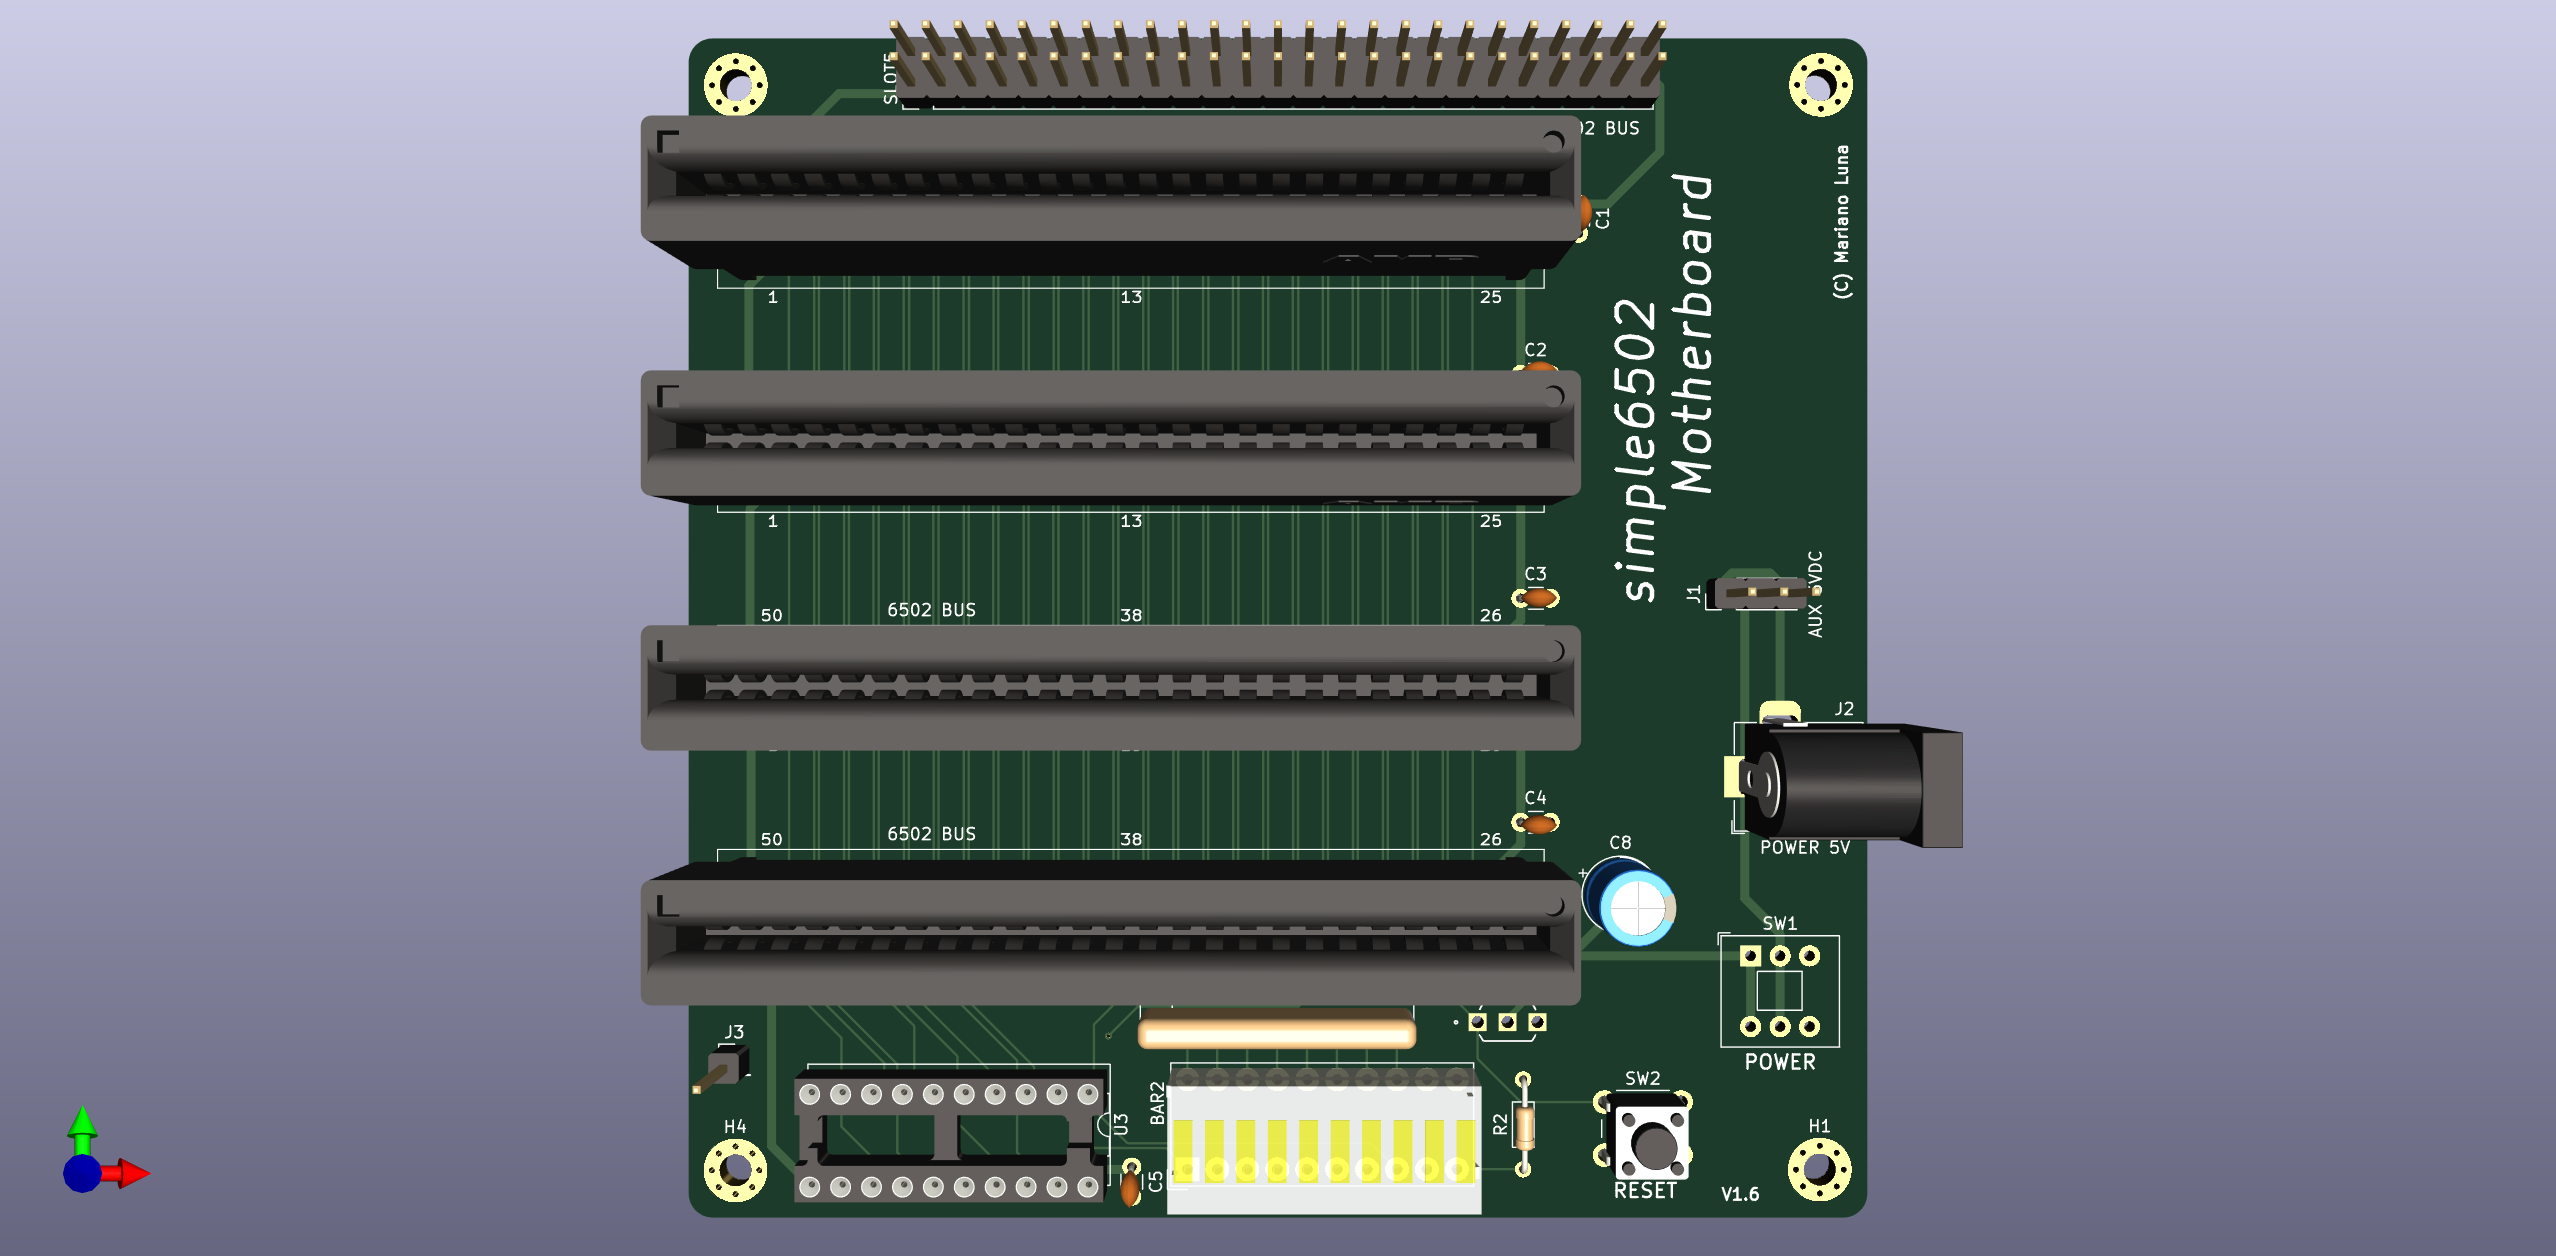 SLOT5
BUS
C1
(C) Mariano Luna
simple6502
Motherboard
1 13 25
C2
1 13 25
C3
6502 BUS
50 38 26
J1
AUX 5VDC
J2
C4
6502 BUS
50 38 26
POWER 5V
C8
+
SW1
POWER
J3
H4
U3
C5
BAR2
R2
SW2
RESET
H1
V1.6